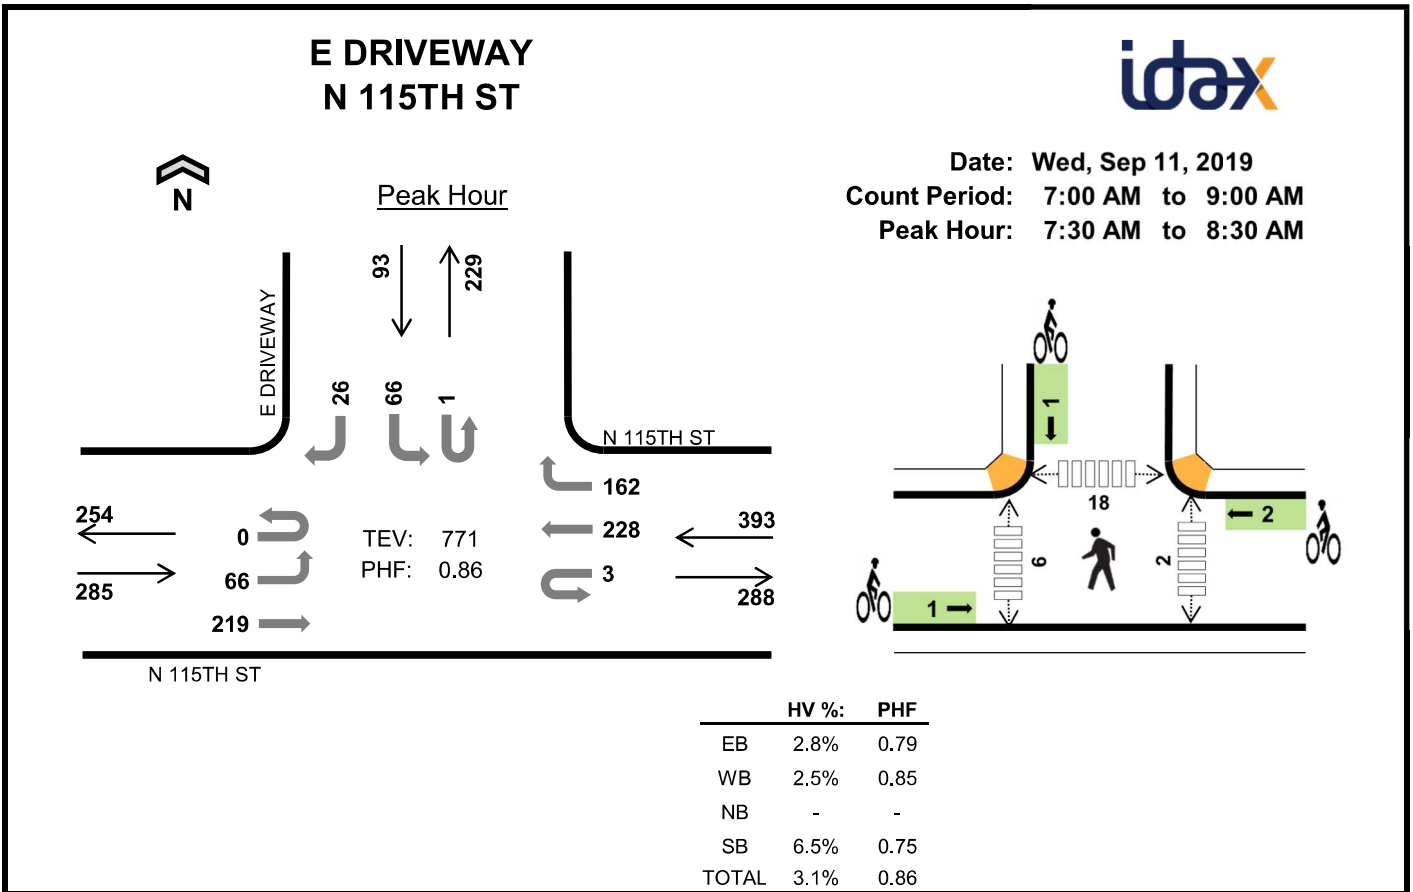 E DRIVEWAY
N 115TH ST
idax
Date: Wed, Sep 11, 2019
Count Period: 7:00 AM to 9:00 AM
Peak Hour: 7:30 AM to 8:30 AM
N
Peak Hour
93
229
E DRIVEWAY
26
66
1
N 115TH ST
162
254
0
TEV: 771
228
393
285
66
PHF: 0.86
3
288
219
N 115TH ST
1
18
2
6
2
1
HV %: PHF
EB 2.8% 0.79
WB 2.5% 0.85
NB - -
SB 6.5% 0.75
TOTAL 3.1% 0.86